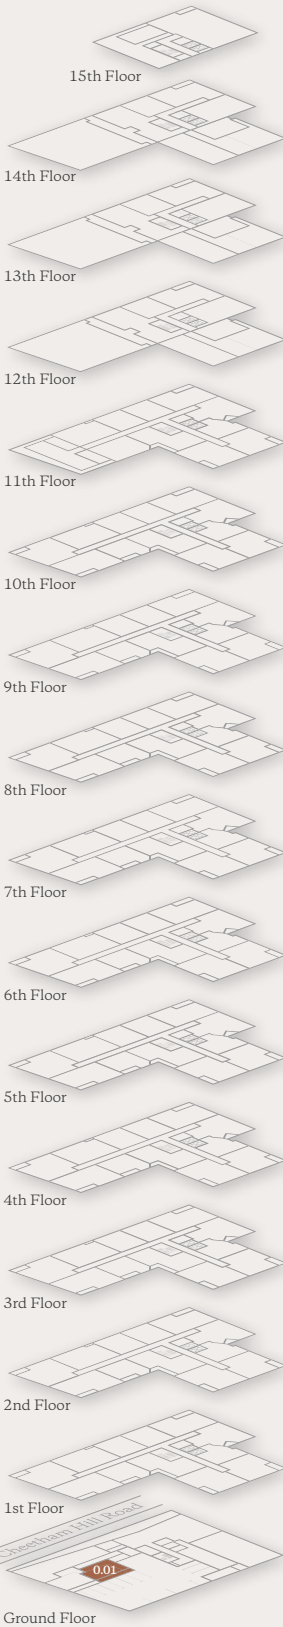 15th Floor
14th Floor
13th Floor
12th Floor
11th Floor
10th Floor
9th Floor
8th Floor
7th Floor
6th Floor
5th Floor
4th Floor
3rd Floor
2nd Floor
1st Floor
Cheetham Hill Road
0.01
Ground Floor